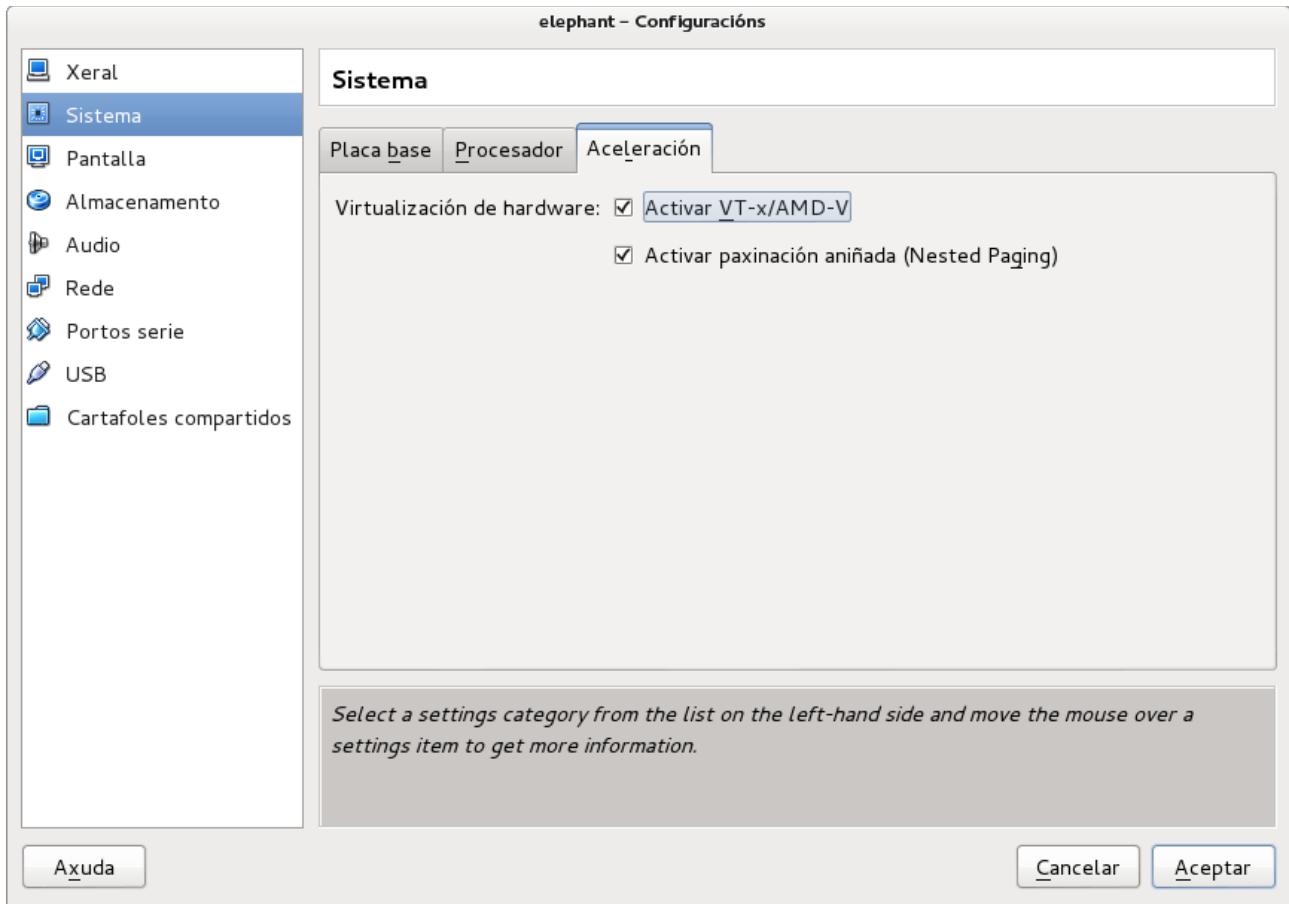 elephant – Configuracións
Xeral
Sistema
Pantalla
Almacenamento
Audio
Rede
Portos serie
USB
Cartafoles compartidos
Sistema
Placa base
Procesador
Aceleración
Virtualización de hardware:
Activar VT-x/AMD-V
Activar paxinación aniñada (Nested Paging)
Select a settings category from the list on the left-hand side and move the mouse over a
settings item to get more information.
Axuda
Cancelar
Aceptar